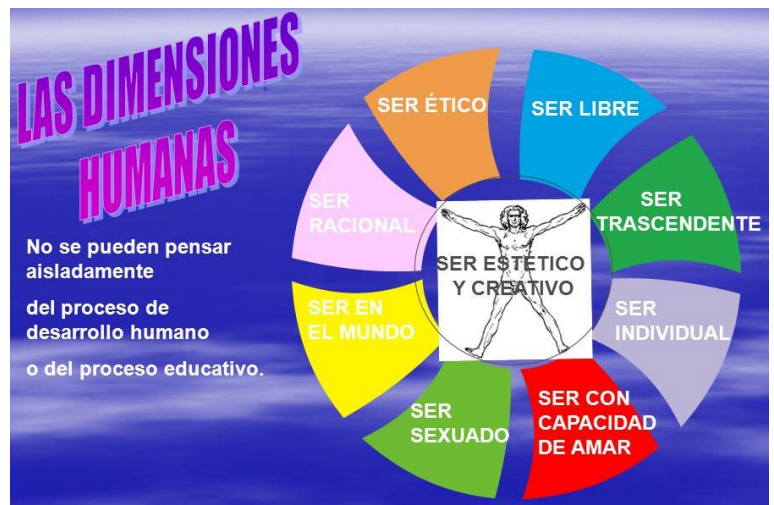 LAS DIMENSIONES
HUMANAS
No se pueden pensar
aisladamente
del proceso de
desarrollo humano
o del proceso educativo.
SER ÉTICO
SER LIBRE
SER
TRASCENDENTE
SER
INDIVIDUAL
SER CON
CAPACIDAD
DE AMAR
SER
SEXUADO
SER EN
EL MUNDO
SER
RACIONAL
SER ESTETICO
Y CREATIVO